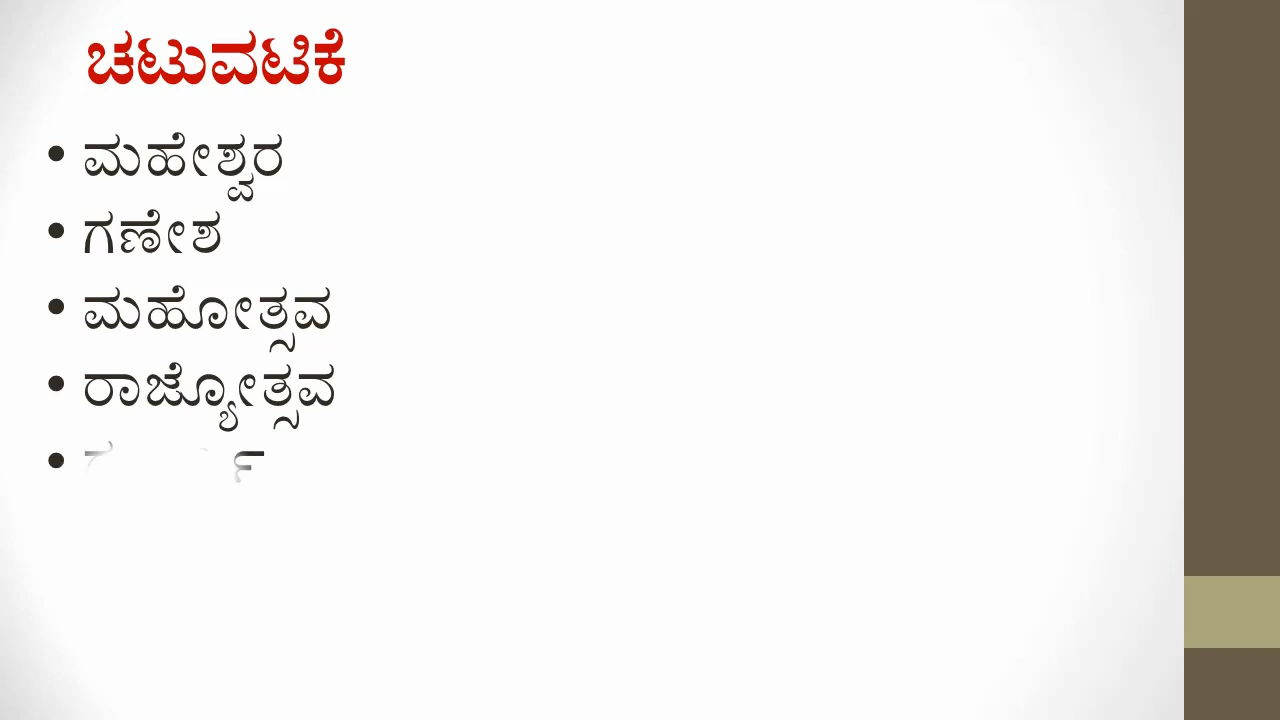 ಚಟುವಟಿಕೆ
• ಮಹೇಶ್ವರ
• ಗಣೇಶ
• ಮಹೋತ್ಸವ
• ರಾಜ್ಯೋತ್ಸವ